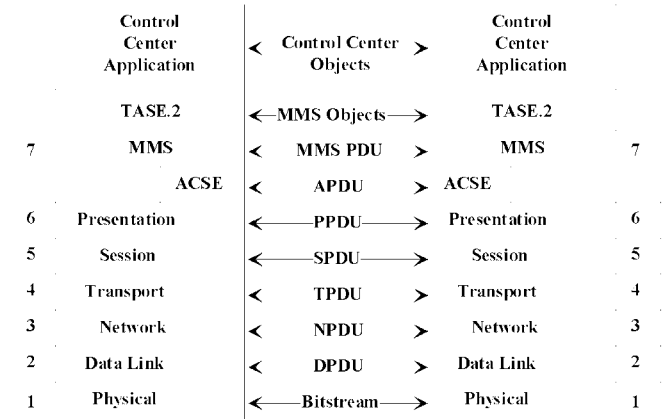 Control Control
Center Control Center Center
Application Objects Application
TASE.2 MMS Objects TASE.2
7 MMS MMS PDU MMS 7
ACSE APDU ACSE
6 Presentation PPDU Presentation 6
5 Session SPDU Session 5
4 Transport TPDU Transport 4
3 Network NPDU Network 3
2 Data Link DPDU Data Link 2
1 Physical Bitstream Physical 1